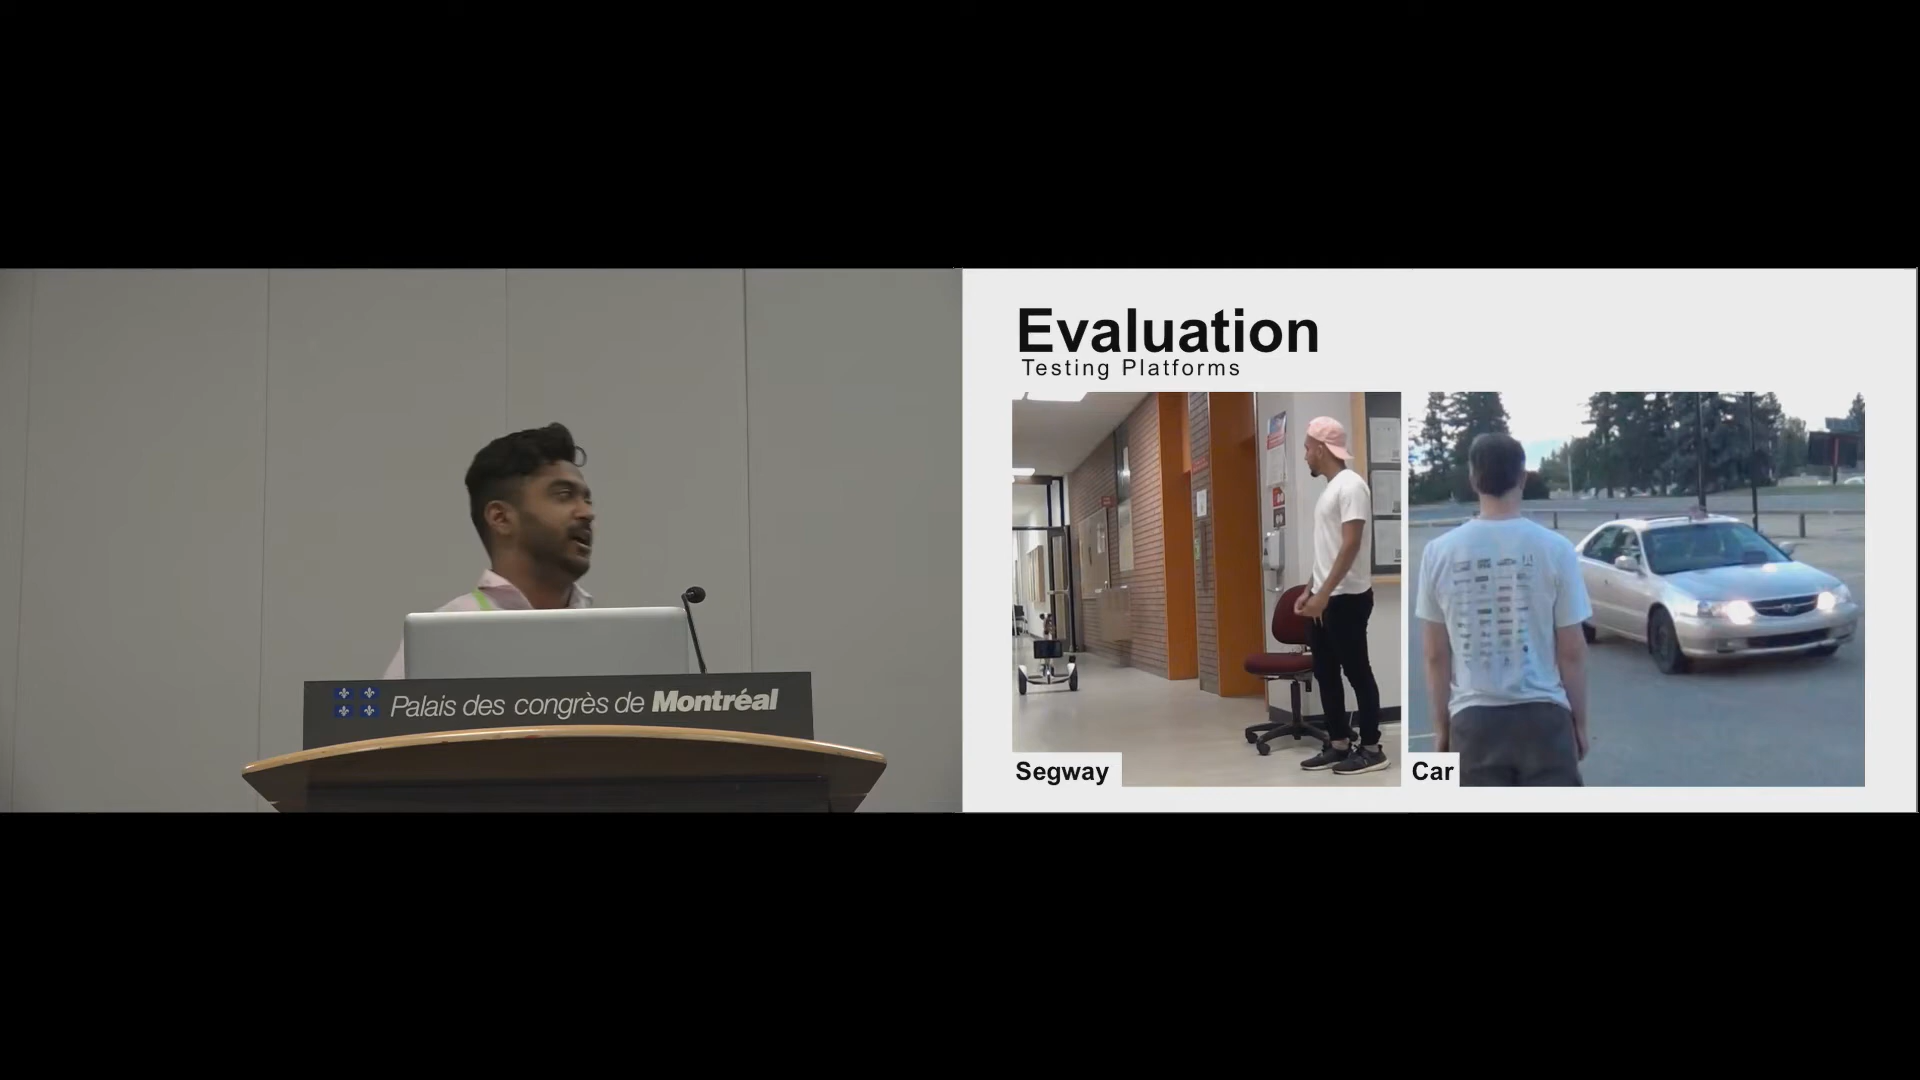 Evaluation
Testing Platforms
Segway
Car
Palais des congrès de Montréal